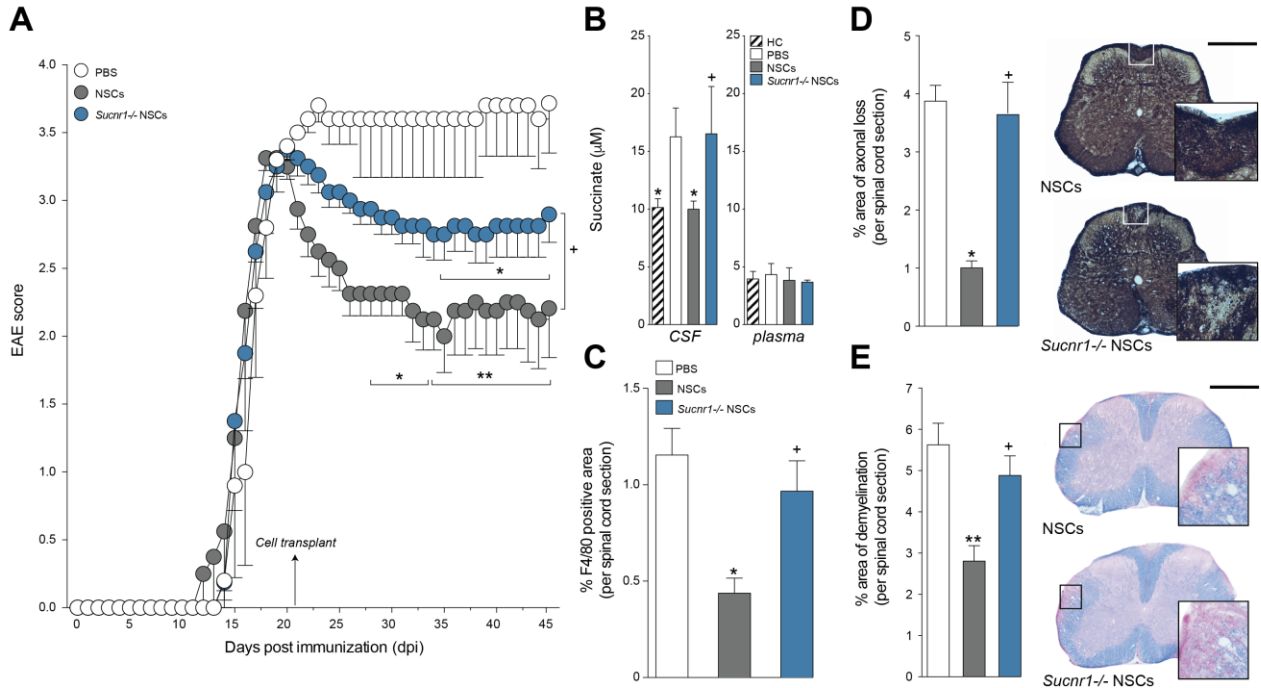 A
EAE score
4.0
3.5
3.0
2.5
2.0
1.5
1.0
0.5
0.0
PBS
NSCs
Sucnr1-/- NSCs
*
+
* **
Cell transplant
0 5 10 15 20 25 30 35 40 45
Days post immunization (dpi)
B
Succinate (μM)
25
20
15
10
5
0
* * +
CSF
25
20
15
10
5
0
HC
PBS
NSCs
Sucnr1-/- NSCs
plasma
C
% F4/80 positive area
(per spinal cord section)
1.5
1.0
0.5
0
PBS
NSCs
Sucnr1-/- NSCs
* +
D
% area of axonal loss
(per spinal cord section)
5
4
3
2
1
0
* +
NSCs
Sucnr1-/- NSCs
E
% area of demyelination
(per spinal cord section)
7
6
5
4
3
2
1
0
** +
NSCs
Sucnr1-/- NSCs